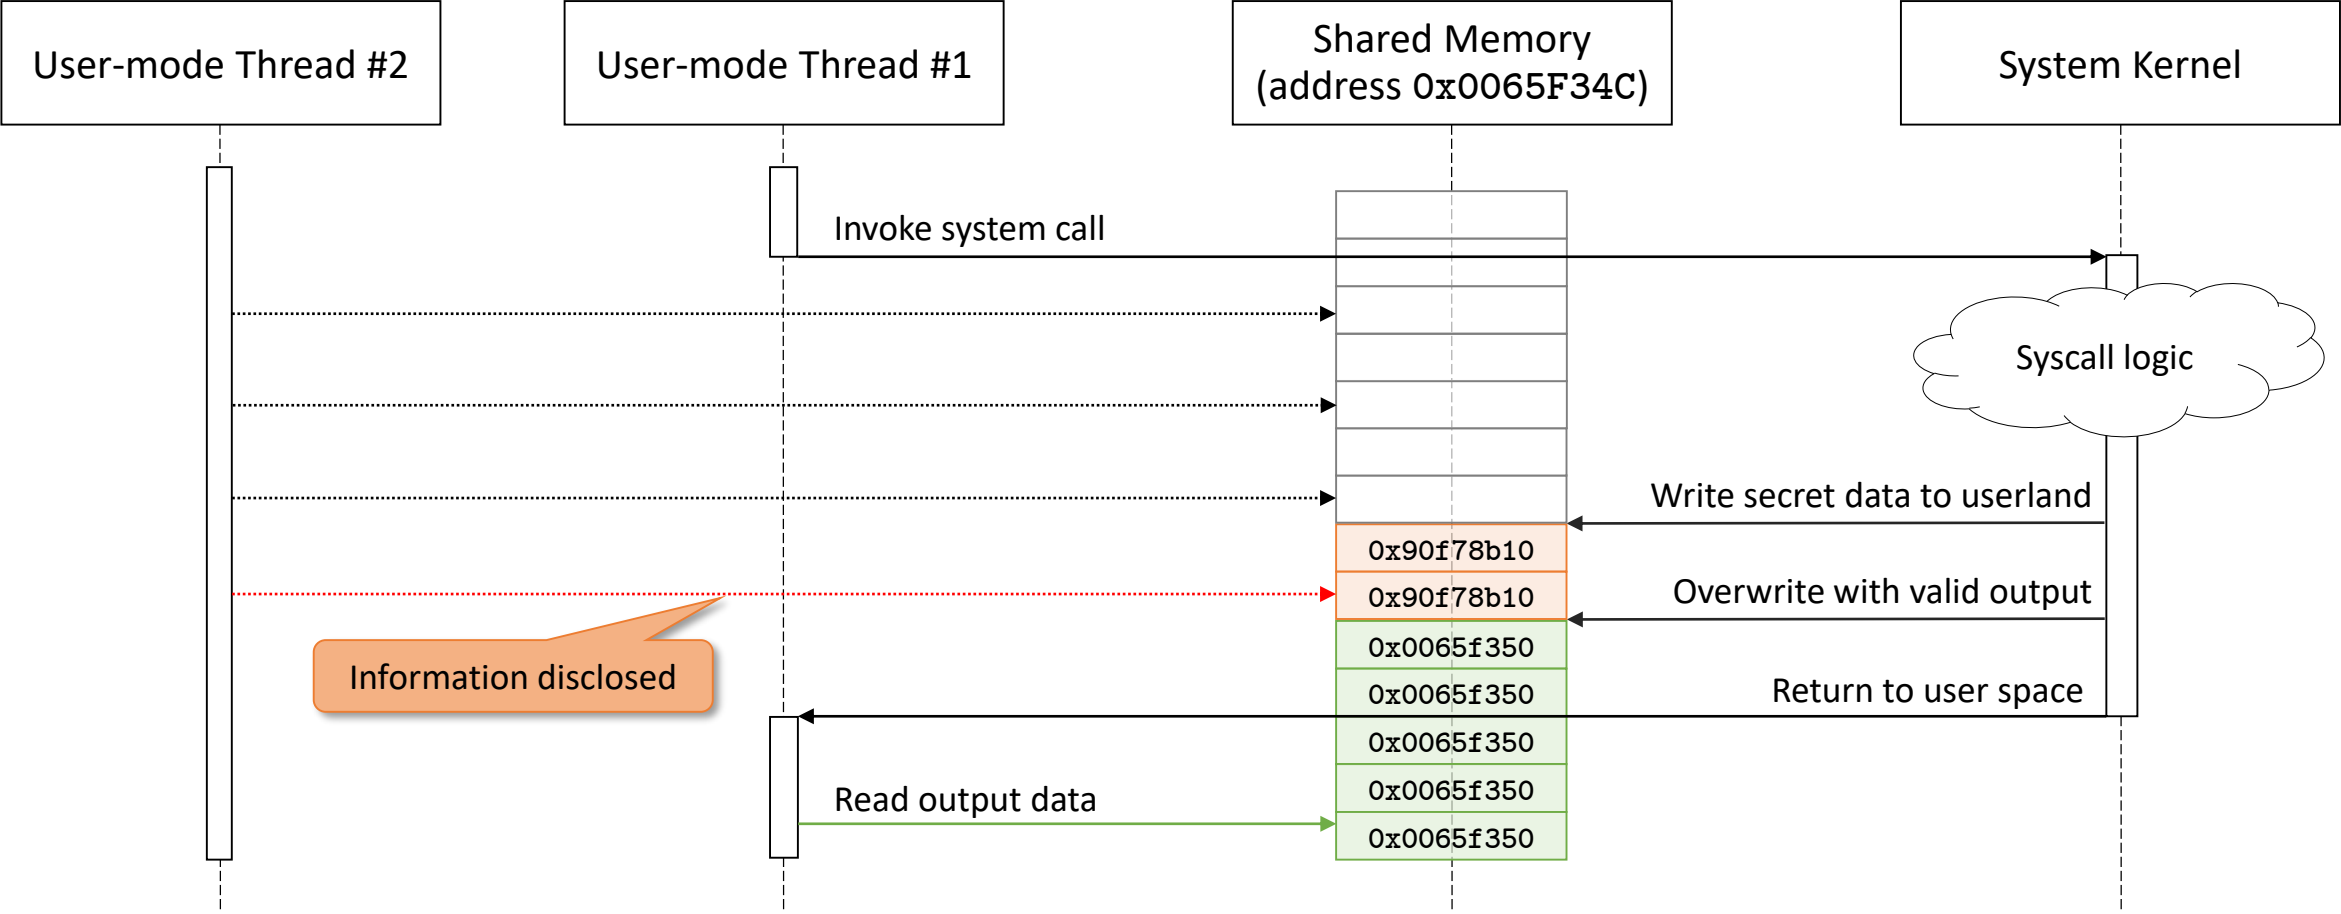 User-mode Thread #2
User-mode Thread #1
Shared Memory
(address 0x0065F34C)
System Kernel
Invoke system call
Syscall logic
Write secret data to userland
0x90f78b10
0x90f78b10
Overwrite with valid output
0x0065f350
Information disclosed
0x0065f350
Return to user space
0x0065f350
0x0065f350
Read output data
0x0065f350